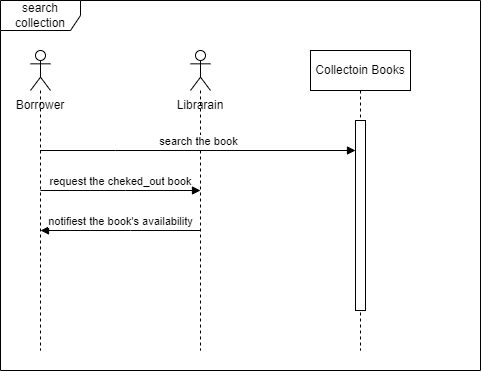 search
collection
Borrower
Librarain
Collectoin Books
search the book
request the cheked_out book
notifiest the book's availability